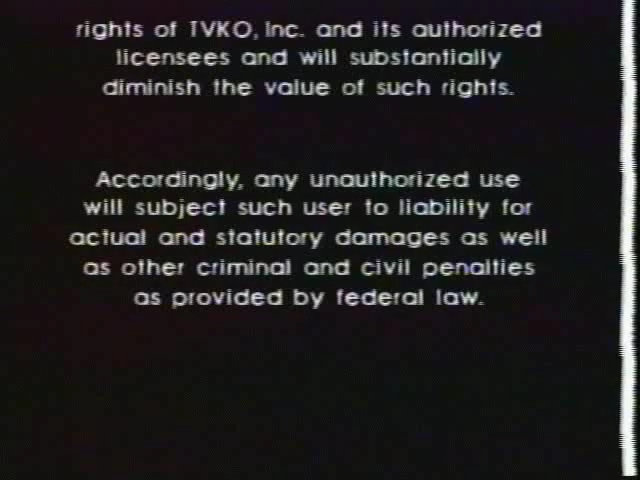 rights of TVKO, Inc. and its authorized
licensees and will substantially
diminish the value of such rights.
Accordingly, any unauthorized use
will subject such user to liability for
actual and statutory damages as well
as other criminal and civil penalties
as provided by federal law.